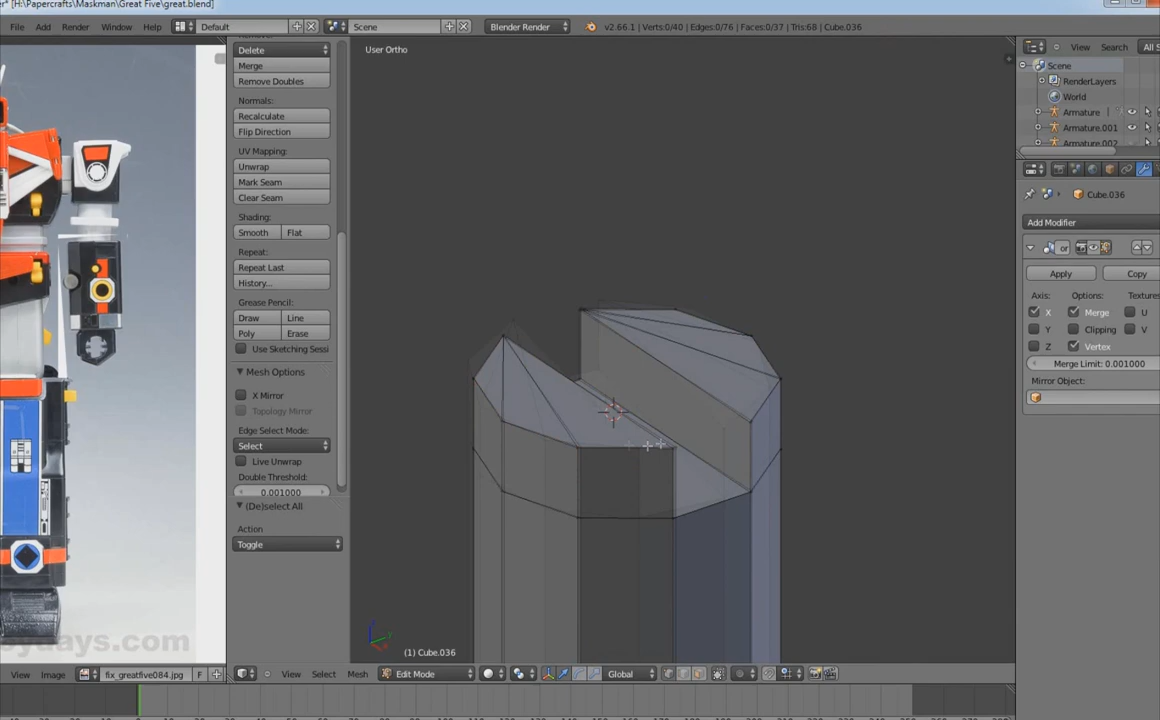 er* [H:\Papercrafts\Maskman\Great Five\great.blend]
File Add Render Window Help Default Scene Blender Render v2.66.1 | Verts:0/40 | Edges:0/76 | Faces:0/37 | Tris:68 | Cube.036
User Ortho
Delete
Merge
Remove Doubles
Normals:
Recalculate
Flip Direction
UV Mapping:
Unwrap
Mark Seam
Clear Seam
Shading:
Smooth Flat
Repeat:
Repeat Last
History...
Grease Pencil:
Draw Line
Poly Erase
Use Sketching Sessi
Mesh Options
X Mirror
Topology Mirror
Edge Select Mode:
Select
Live Unwrap
Double Threshold:
0.001000
(De)select All
Action
Toggle
View Search All S
Scene
RenderLayers
World
Armature
Armature.001
Armature.002
Cube.036
Add Modifier
or
Apply Copy
Axis: Options: Textures
X Merge U
Y Clipping V
Z Vertex
Merge Limit: 0.001000
Mirror Object:
ydays.com
(1) Cube.036
View Image fix_greatfive084.jpg F
View Select Mesh Edit Mode Global